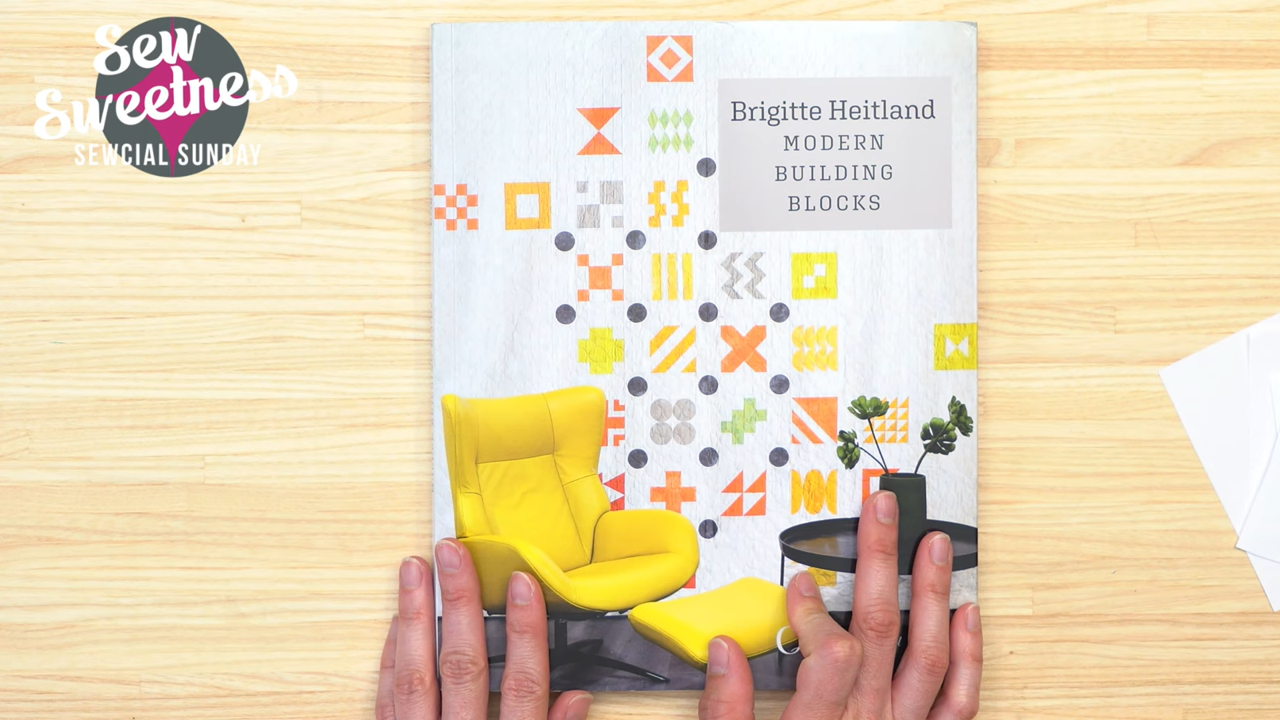 Sew
Sweetness
SEWCIAL SUNDAY
Brigitte Heitland
MODERN
BUILDING
BLOCKS